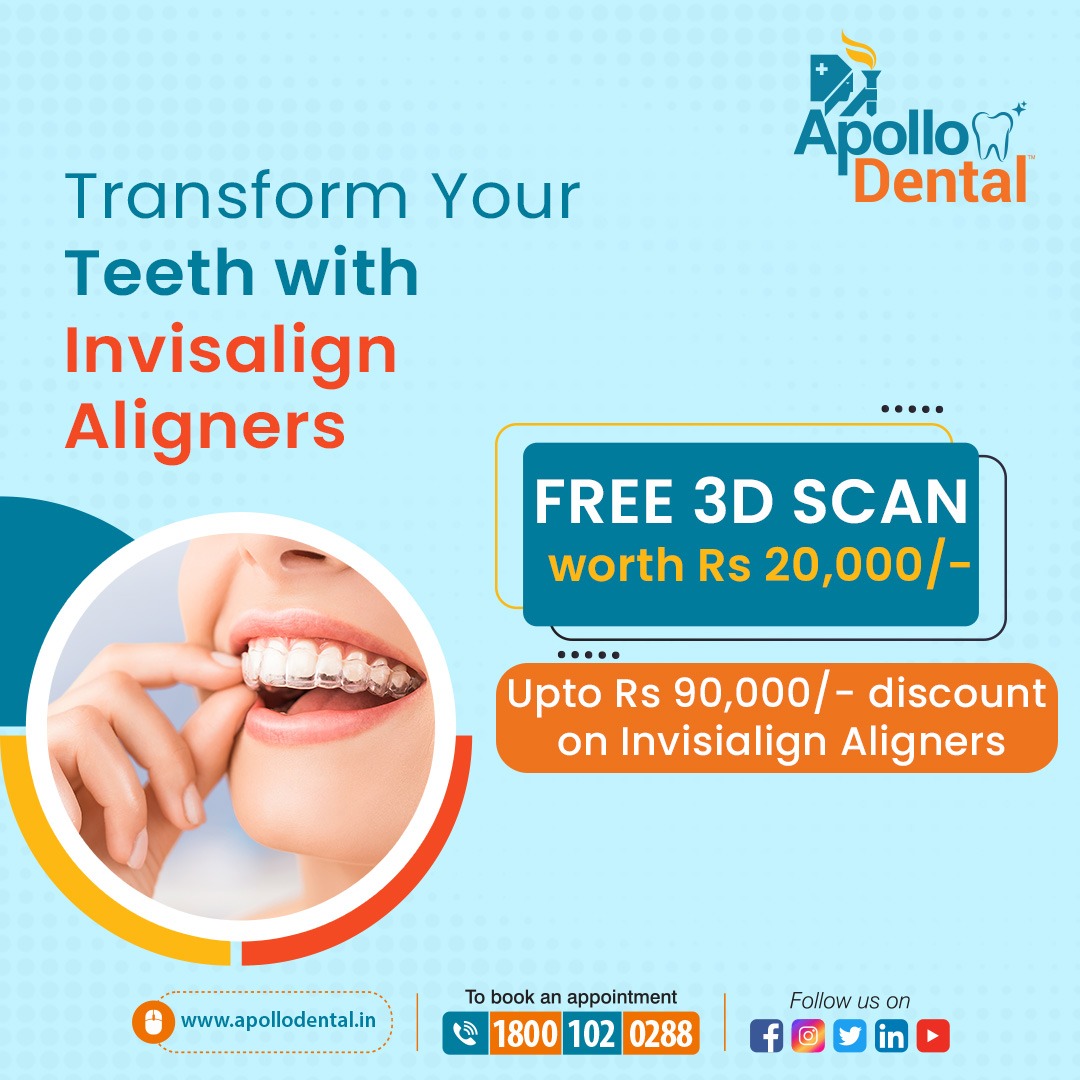 Apollo
Dental™
Transform Your
Teeth with
Invisalign
Aligners
FREE 3D SCAN
worth Rs 20,000/-
Upto Rs 90,000/- discount
on Invisialign Aligners
www.apollodental.in
To book an appointment
1800 102 0288
Follow us on